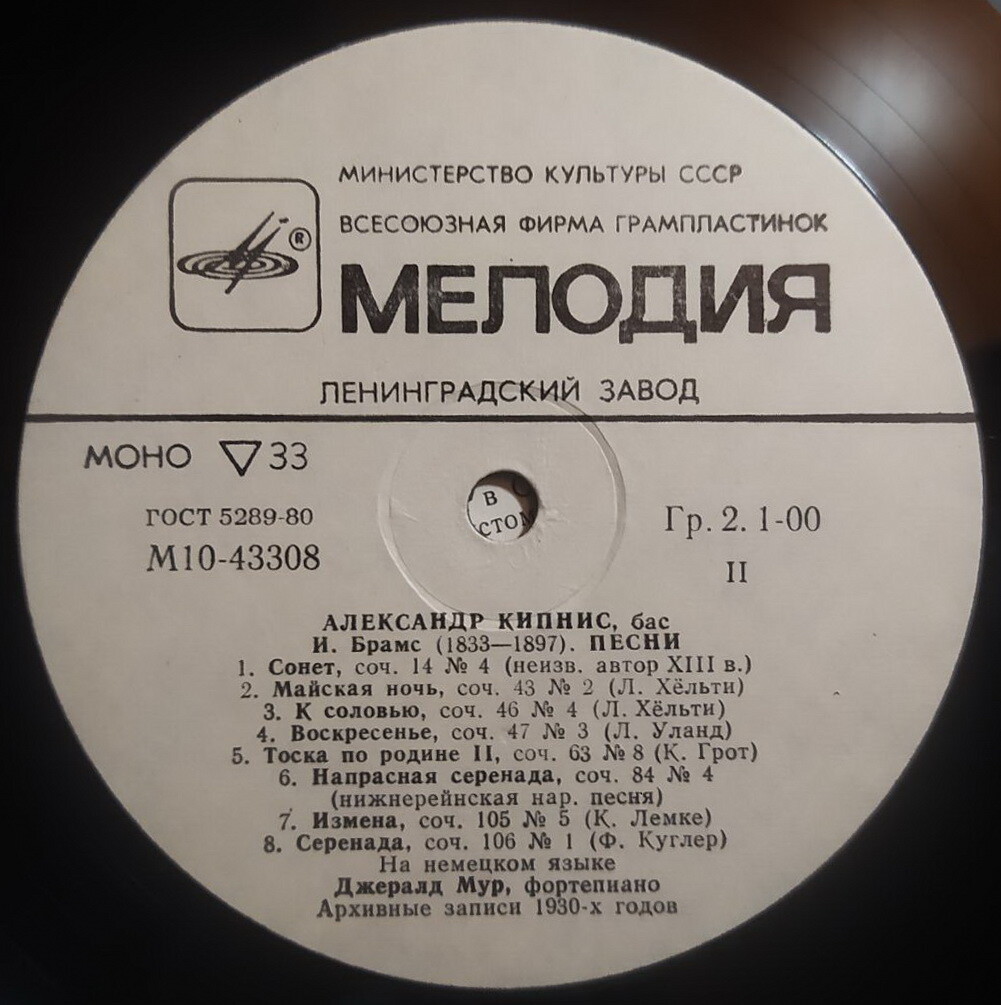 МИНИСТЕРСТВО КУЛЬТУРЫ СССР
ВСЕСОЮЗНАЯ ФИРМА ГРАМПЛАСТИНОК
®
МЕЛОДИЯ
ЛЕНИНГРАДСКИЙ ЗАВОД
МОНО ▽ 33
ГОСТ 5289-80
М10-43308
Гр. 2. 1-00
II
В
АЛЕКСАНДР КИПНИС, бас
И. Брамс (1833—1897). ПЕСНИ
1. Сонет, соч. 14 № 4 (неизв. автор XIII в.)
2. Майская ночь, соч. 43 № 2 (Л. Хёльти)
3. К соловью, соч. 46 № 4 (Л. Хёльти)
4. Воскресенье, соч. 47 № 3 (Л. Уланд)
5. Тоска по родине II, соч. 63 № 8 (К. Грот)
6. Напрасная серенада, соч. 84 № 4
(нижнерейнская нар. песня)
7. Измена, соч. 105 № 5 (К. Лемке)
8. Серенада, соч. 106 № 1 (Ф. Куглер)
На немецком языке
Джералд Мур, фортепиано
Архивные записи 1930-х годов